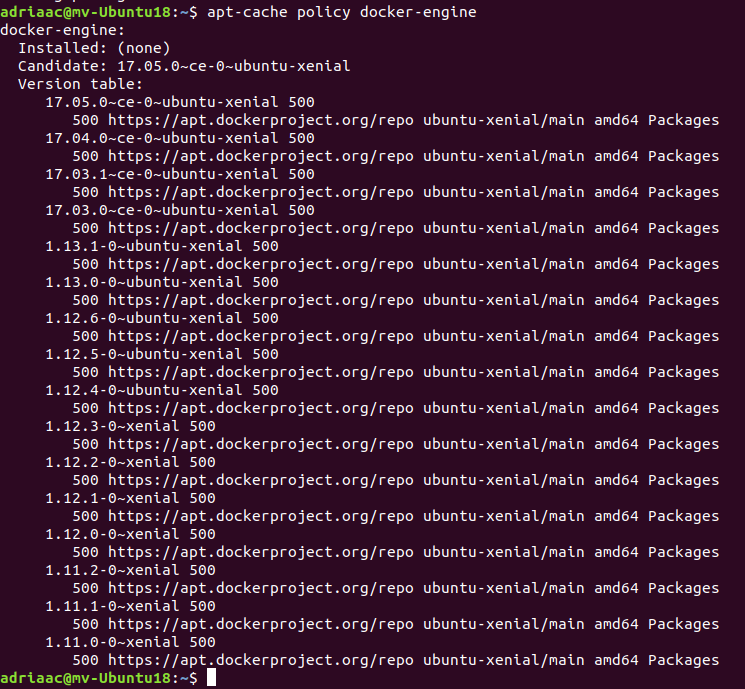 adriaac@mv-Ubuntu18:~$ apt-cache policy docker-engine
docker-engine:
  Installed: (none)
  Candidate: 17.05.0~ce-0~ubuntu-xenial
  Version table:
     17.05.0~ce-0~ubuntu-xenial 500
        500 https://apt.dockerproject.org/repo ubuntu-xenial/main amd64 Packages
     17.04.0~ce-0~ubuntu-xenial 500
        500 https://apt.dockerproject.org/repo ubuntu-xenial/main amd64 Packages
     17.03.1~ce-0~ubuntu-xenial 500
        500 https://apt.dockerproject.org/repo ubuntu-xenial/main amd64 Packages
     17.03.0~ce-0~ubuntu-xenial 500
        500 https://apt.dockerproject.org/repo ubuntu-xenial/main amd64 Packages
     1.13.1-0~ubuntu-xenial 500
        500 https://apt.dockerproject.org/repo ubuntu-xenial/main amd64 Packages
     1.13.0-0~ubuntu-xenial 500
        500 https://apt.dockerproject.org/repo ubuntu-xenial/main amd64 Packages
     1.12.6-0~ubuntu-xenial 500
        500 https://apt.dockerproject.org/repo ubuntu-xenial/main amd64 Packages
     1.12.5-0~ubuntu-xenial 500
        500 https://apt.dockerproject.org/repo ubuntu-xenial/main amd64 Packages
     1.12.4-0~ubuntu-xenial 500
        500 https://apt.dockerproject.org/repo ubuntu-xenial/main amd64 Packages
     1.12.3-0~xenial 500
        500 https://apt.dockerproject.org/repo ubuntu-xenial/main amd64 Packages
     1.12.2-0~xenial 500
        500 https://apt.dockerproject.org/repo ubuntu-xenial/main amd64 Packages
     1.12.1-0~xenial 500
        500 https://apt.dockerproject.org/repo ubuntu-xenial/main amd64 Packages
     1.12.0-0~xenial 500
        500 https://apt.dockerproject.org/repo ubuntu-xenial/main amd64 Packages
     1.11.2-0~xenial 500
        500 https://apt.dockerproject.org/repo ubuntu-xenial/main amd64 Packages
     1.11.1-0~xenial 500
        500 https://apt.dockerproject.org/repo ubuntu-xenial/main amd64 Packages
     1.11.0-0~xenial 500
        500 https://apt.dockerproject.org/repo ubuntu-xenial/main amd64 Packages
adriaac@mv-Ubuntu18:~$